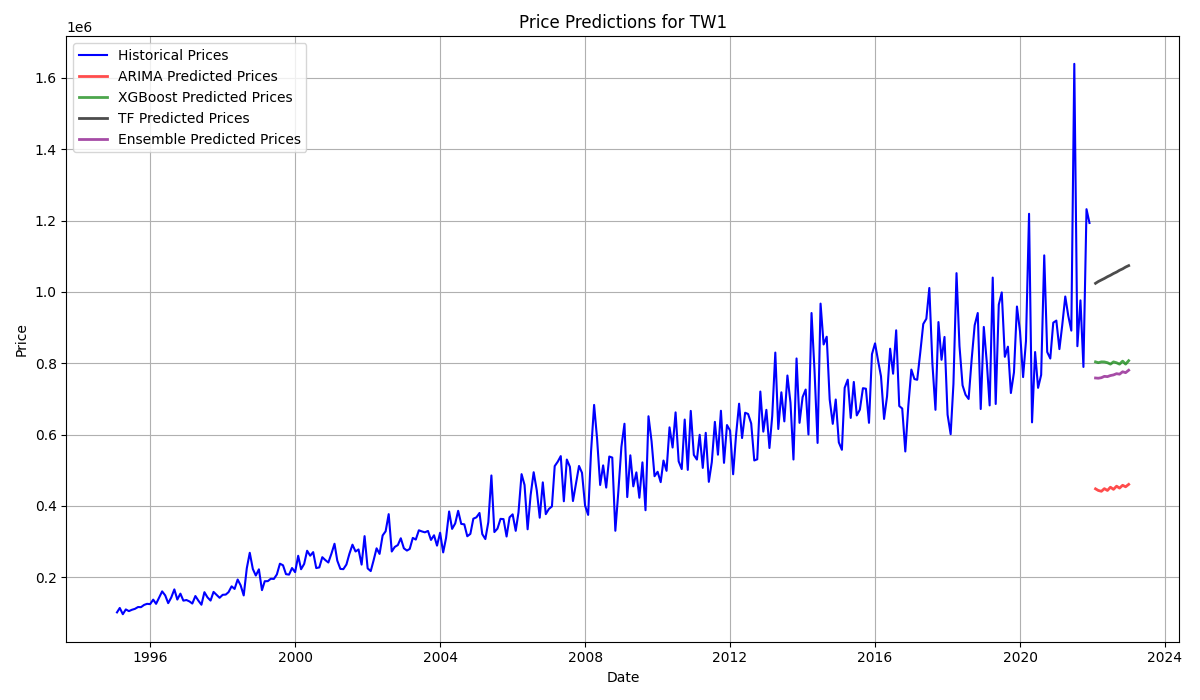 Price Predictions for TW1
1e6
Historical Prices
ARIMA Predicted Prices
XGBoost Predicted Prices
TF Predicted Prices
Ensemble Predicted Prices
1.6
1.4
1.2
1.0
0.8
0.6
0.4
0.2
Price
1996
2000
2004
2008
2012
2016
2020
2024
Date